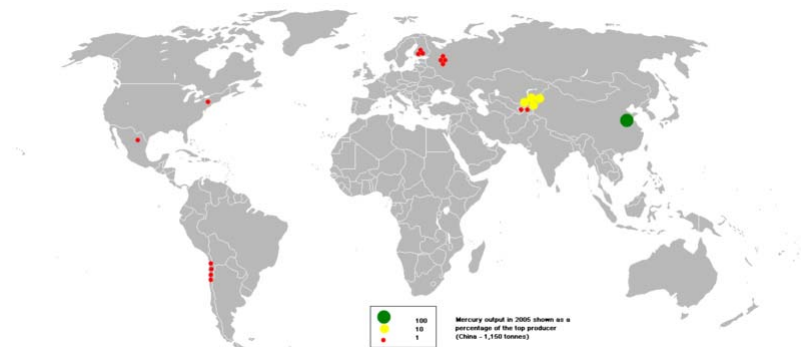 100
10
1
Mercury output in 2005 shown as a
percentage of the top producer
(China - 1,150 tonnes)